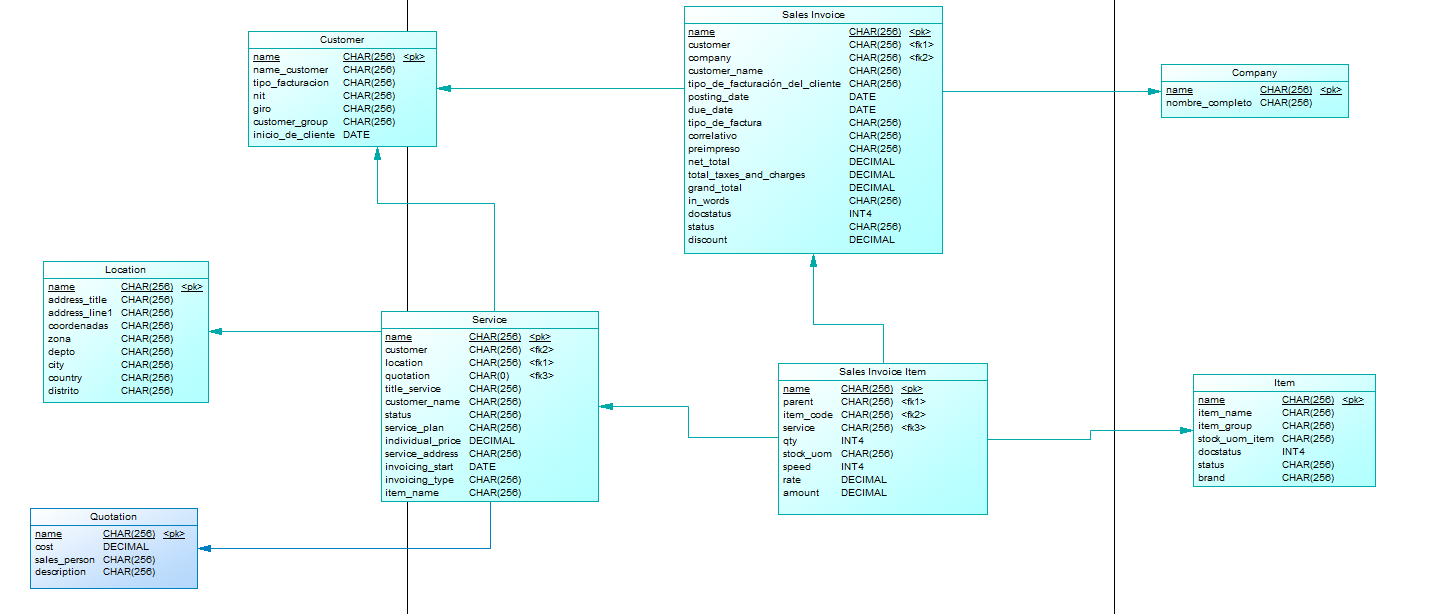 Customer
name CHAR(256) <pk>
name_customer CHAR(256)
tipo_facturacion CHAR(256)
nit CHAR(256)
giro CHAR(256)
customer_group CHAR(256)
inicio_de_cliente DATE
Sales Invoice
name CHAR(256) <pk>
customer CHAR(256) <fk1>
company CHAR(256) <fk2>
customer_name CHAR(256)
tipo_de_facturación_del_cliente CHAR(256)
posting_date DATE
due_date DATE
tipo_de_factura CHAR(256)
correlativo CHAR(256)
preimpreso CHAR(256)
net_total DECIMAL
total_taxes_and_charges DECIMAL
grand_total DECIMAL
in_words CHAR(256)
docstatus INT4
status CHAR(256)
discount DECIMAL
Company
name CHAR(256) <pk>
nombre_completo CHAR(256)
Location
name CHAR(256) <pk>
address_title CHAR(256)
address_line1 CHAR(256)
coordenadas CHAR(256)
zona CHAR(256)
depto CHAR(256)
city CHAR(256)
country CHAR(256)
distrito CHAR(256)
Service
name CHAR(256) <pk>
customer CHAR(256) <fk2>
location CHAR(256) <fk1>
quotation CHAR(0) <fk3>
title_service CHAR(256)
customer_name CHAR(256)
status CHAR(256)
service_plan CHAR(256)
individual_price DECIMAL
service_address CHAR(256)
invoicing_start DATE
invoicing_type CHAR(256)
item_name CHAR(256)
Sales Invoice Item
name CHAR(256) <pk>
parent CHAR(256) <fk1>
item_code CHAR(256) <fk2>
service CHAR(256) <fk3>
qty INT4
stock_uom CHAR(256)
speed INT4
rate DECIMAL
amount DECIMAL
Item
name CHAR(256) <pk>
item_name CHAR(256)
item_group CHAR(256)
stock_uom_item CHAR(256)
docstatus INT4
status CHAR(256)
brand CHAR(256)
Quotation
name CHAR(256) <pk>
cost DECIMAL
sales_person CHAR(256)
description CHAR(256)